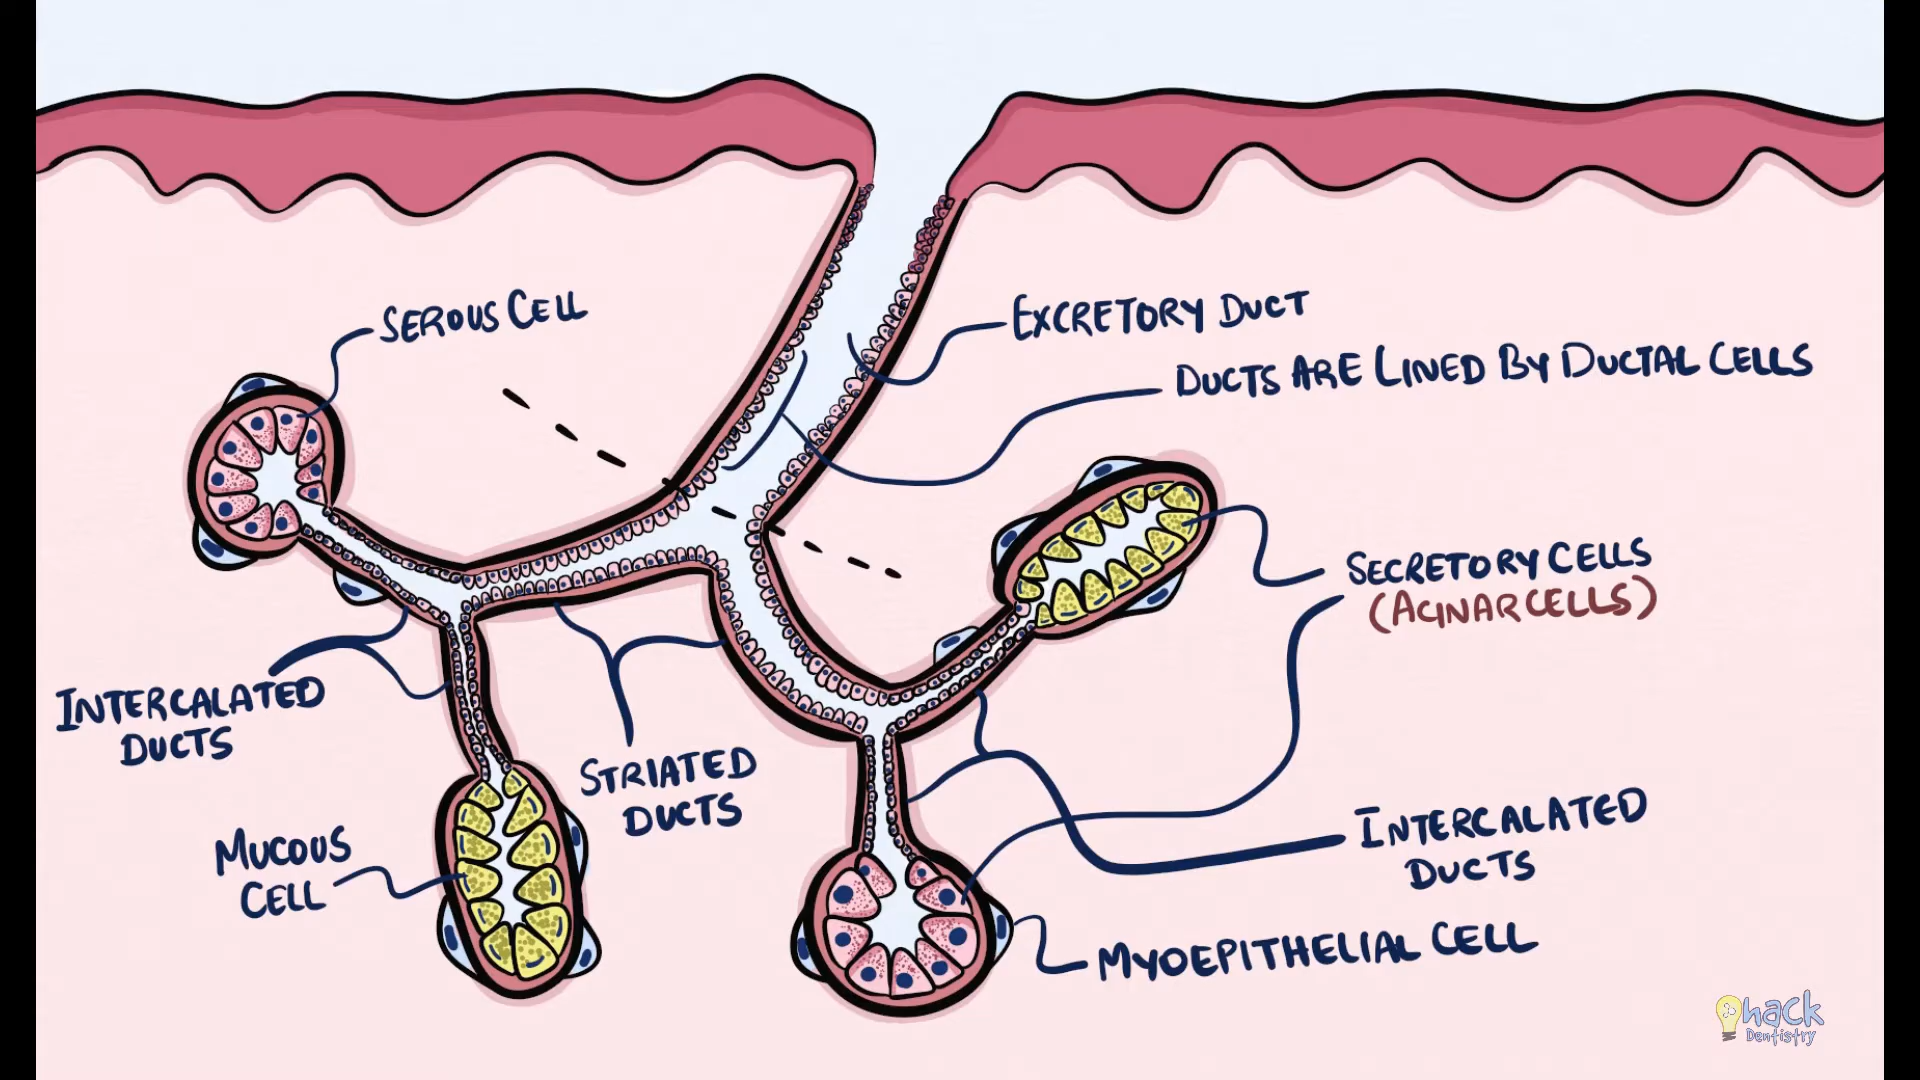 SEROUS CELL
EXCRETORY DUCT
DUCTS ARE LINED BY DUCTAL CELLS
SECRETORY CELLS
(ACINAR CELLS)
INTERCALATED
DUCTS
STRIATED
DUCTS
MUCOUS
CELL
INTERCALATED
DUCTS
MYOEPITHELIAL CELL
hack
Dentistry